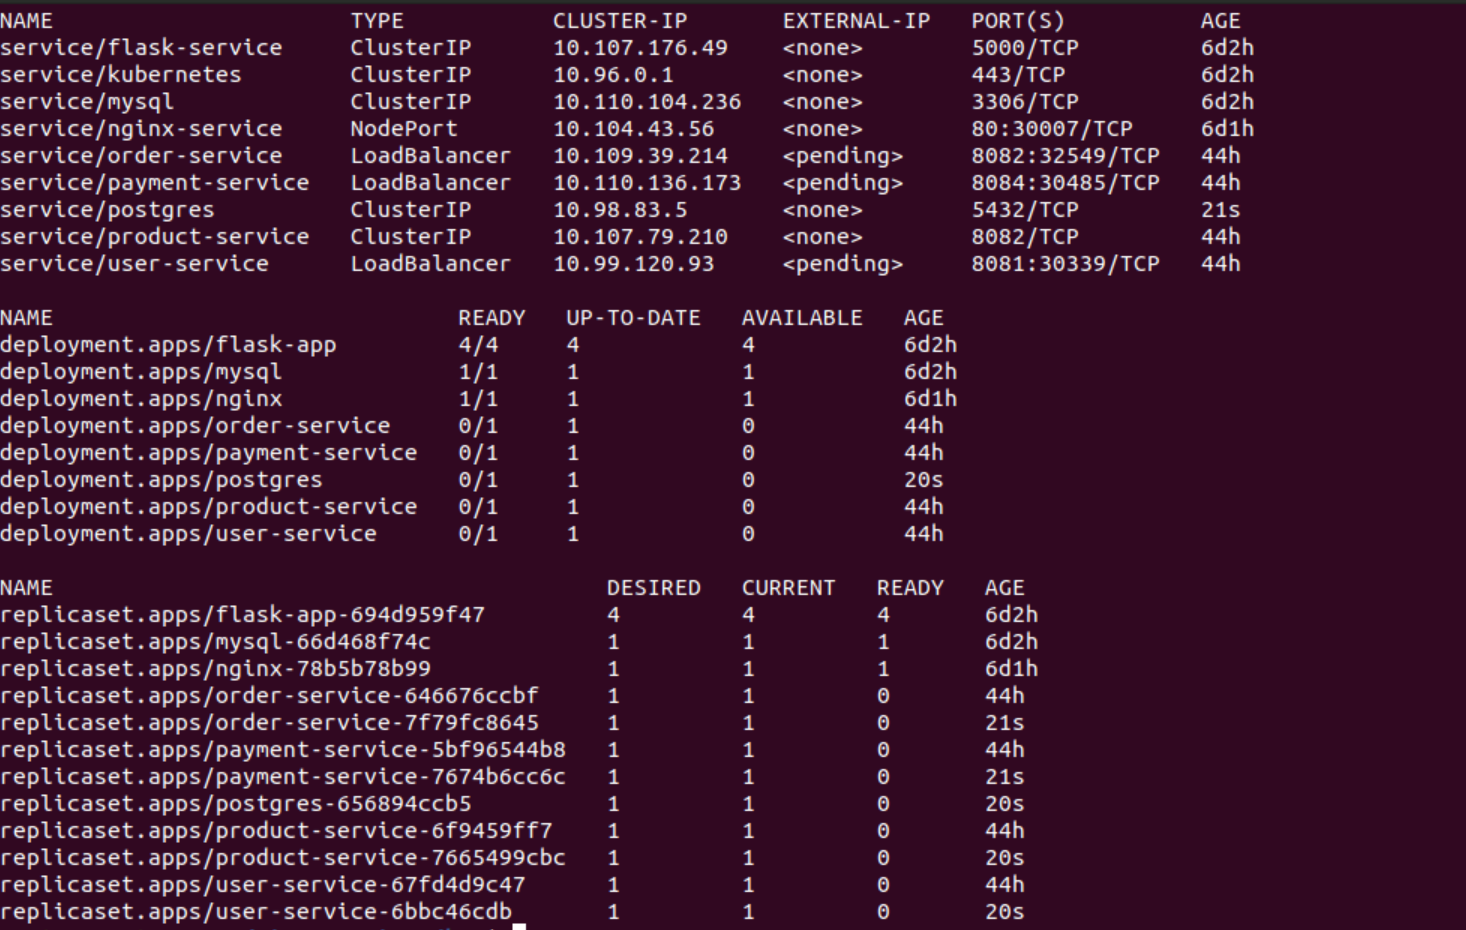 NAME TYPE CLUSTER-IP EXTERNAL-IP PORT(S) AGE
service/flask-service ClusterIP 10.107.176.49 <none> 5000/TCP 6d2h
service/kubernetes ClusterIP 10.96.0.1 <none> 443/TCP 6d2h
service/mysql ClusterIP 10.110.104.236 <none> 3306/TCP 6d2h
service/nginx-service NodePort 10.104.43.56 <none> 80:30007/TCP 6d1h
service/order-service LoadBalancer 10.109.39.214 <pending> 8082:32549/TCP 44h
service/payment-service LoadBalancer 10.110.136.173 <pending> 8084:30485/TCP 44h
service/postgres ClusterIP 10.98.83.5 <none> 5432/TCP 21s
service/product-service ClusterIP 10.107.79.210 <none> 8082/TCP 44h
service/user-service LoadBalancer 10.99.120.93 <pending> 8081:30339/TCP 44h
NAME READY UP-TO-DATE AVAILABLE AGE
deployment.apps/flask-app 4/4 4 4 6d2h
deployment.apps/mysql 1/1 1 1 6d2h
deployment.apps/nginx 1/1 1 1 6d1h
deployment.apps/order-service 0/1 1 0 44h
deployment.apps/payment-service 0/1 1 0 44h
deployment.apps/postgres 0/1 1 0 20s
deployment.apps/product-service 0/1 1 0 44h
deployment.apps/user-service 0/1 1 0 44h
NAME DESIRED CURRENT READY AGE
replicaset.apps/flask-app-694d959f47 4 4 4 6d2h
replicaset.apps/mysql-66d468f74c 1 1 1 6d2h
replicaset.apps/nginx-78b5b78b99 1 1 1 6d1h
replicaset.apps/order-service-646676ccbf 1 1 0 44h
replicaset.apps/order-service-7f79fc8645 1 1 0 21s
replicaset.apps/payment-service-5bf96544b8 1 1 0 44h
replicaset.apps/payment-service-7674b6cc6c 1 1 0 21s
replicaset.apps/postgres-656894ccb5 1 1 0 20s
replicaset.apps/product-service-6f9459ff7 1 1 0 44h
replicaset.apps/product-service-7665499cbc 1 1 0 20s
replicaset.apps/user-service-67fd4d9c47 1 1 0 44h
replicaset.apps/user-service-6bbc46cdb 1 1 0 20s